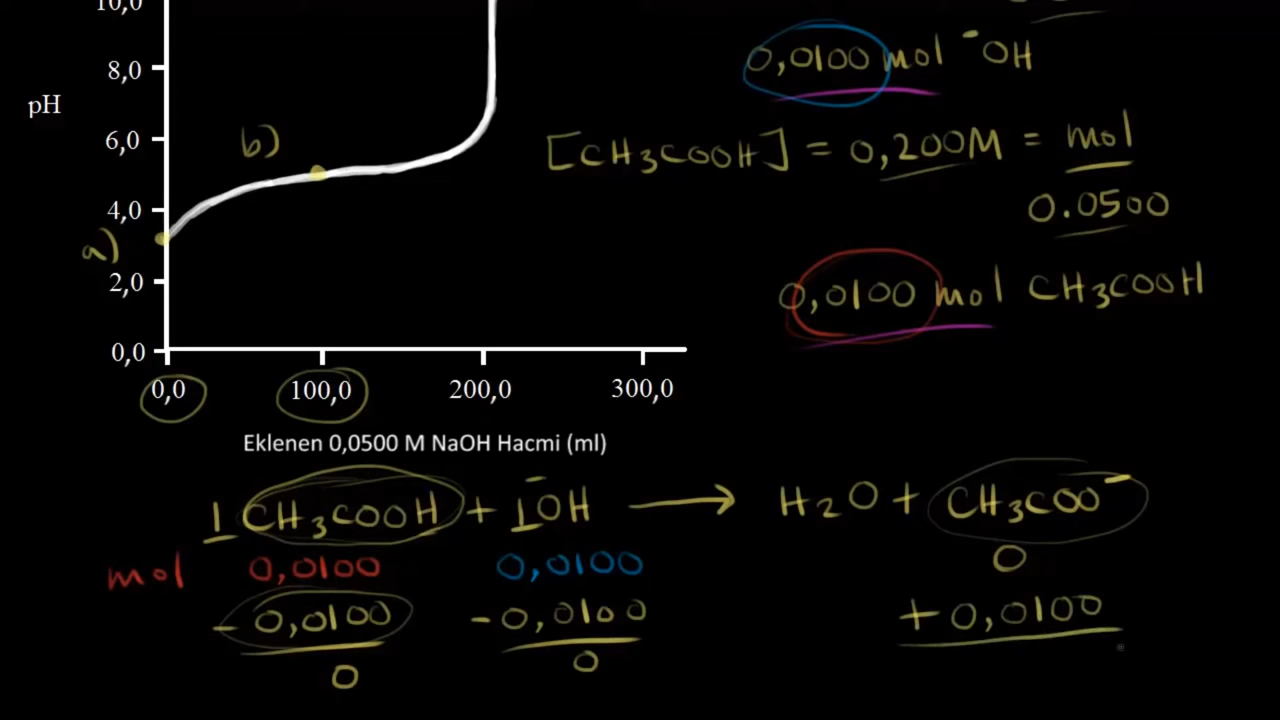 10,0
0,0100 mol ⁻OH
8,0
pH
b)
6,0
[CH3COOH] = 0,200M = mol
0.0500
4,0
a)
2,0
0,0100 mol CH3COOH
0,0
0,0 100,0 200,0 300,0
Eklenen 0,0500 M NaOH Hacmi (ml)
1 CH3COOH + 1 ⁻OH → H2O + CH3COO⁻
mol 0,0100 0,0100 0
- 0,0100 - 0,0100 + 0,0100
0 0